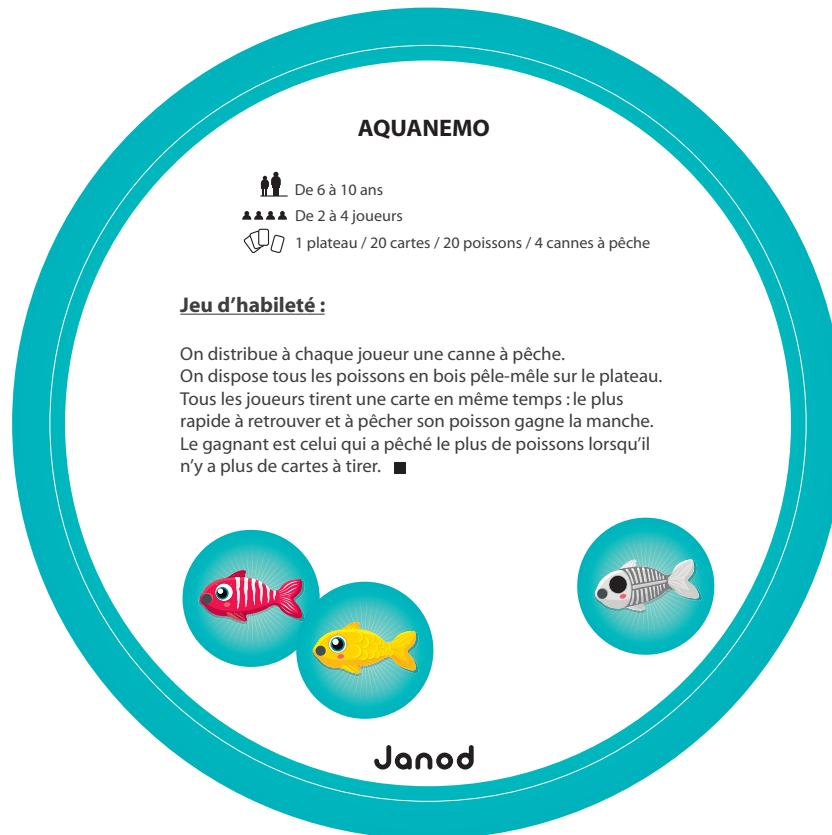 AQUANEMO
De 6 à 10 ans
De 2 à 4 joueurs
1 plateau / 20 cartes / 20 poissons / 4 cannes à pêche
Jeu d’habileté :
On distribue à chaque joueur une canne à pêche.
On dispose tous les poissons en bois pêle-mêle sur le plateau.
Tous les joueurs tirent une carte en même temps : le plus
rapide à retrouver et à pêcher son poisson gagne la manche.
Le gagnant est celui qui a pêché le plus de poissons lorsqu’il
n’y a plus de cartes à tirer.
Janod